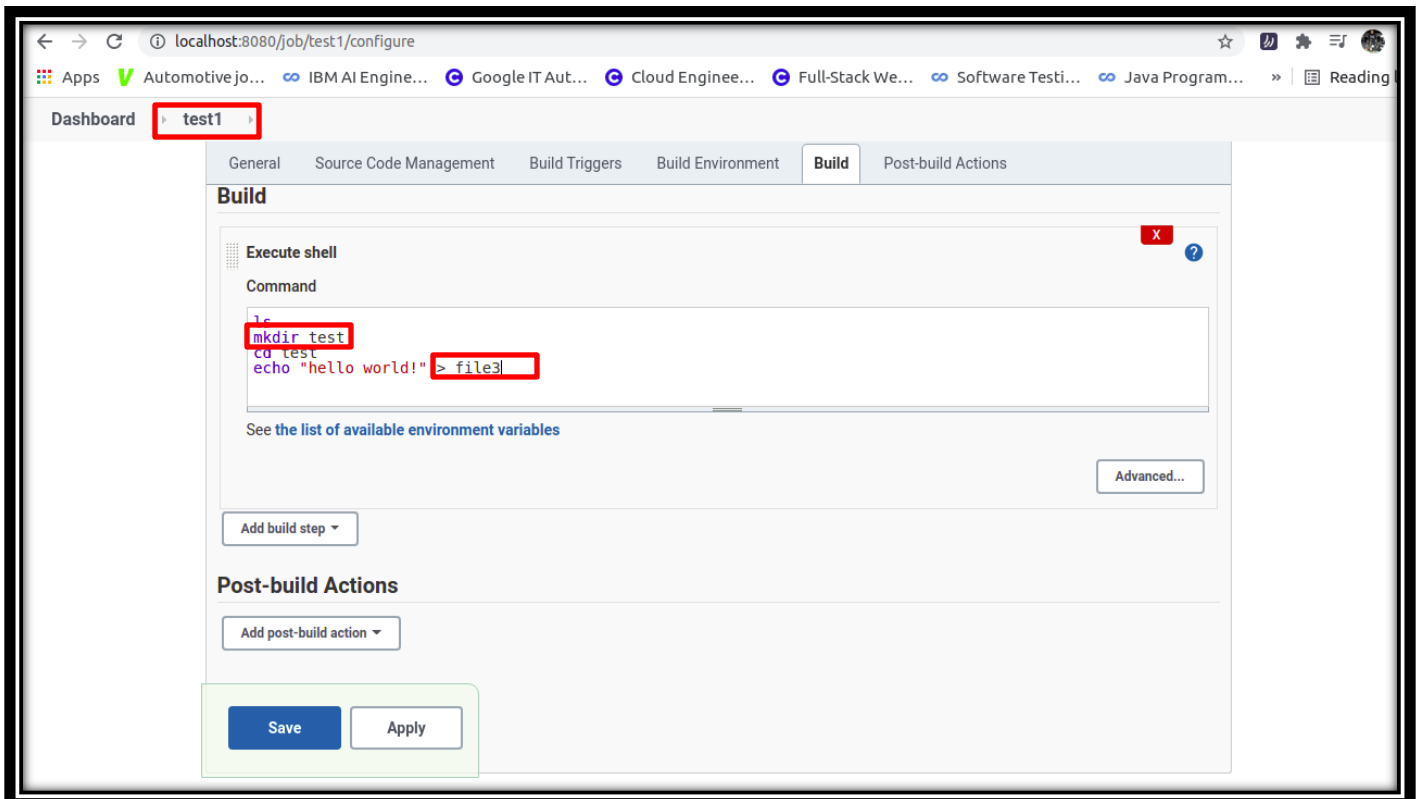 localhost:8080/job/test1/configure
Apps Automotive jo... IBM AI Engine... Google IT Aut... Cloud Enginee... Full-Stack We... Software Testi... Java Program... » Reading
Dashboard test1
General Source Code Management Build Triggers Build Environment Build Post-build Actions
Build
X
Execute shell
Command
ls
mkdir test
cd test
echo "hello world!" > file3
See the list of available environment variables
Advanced...
Add build step
Post-build Actions
Add post-build action
Save Apply